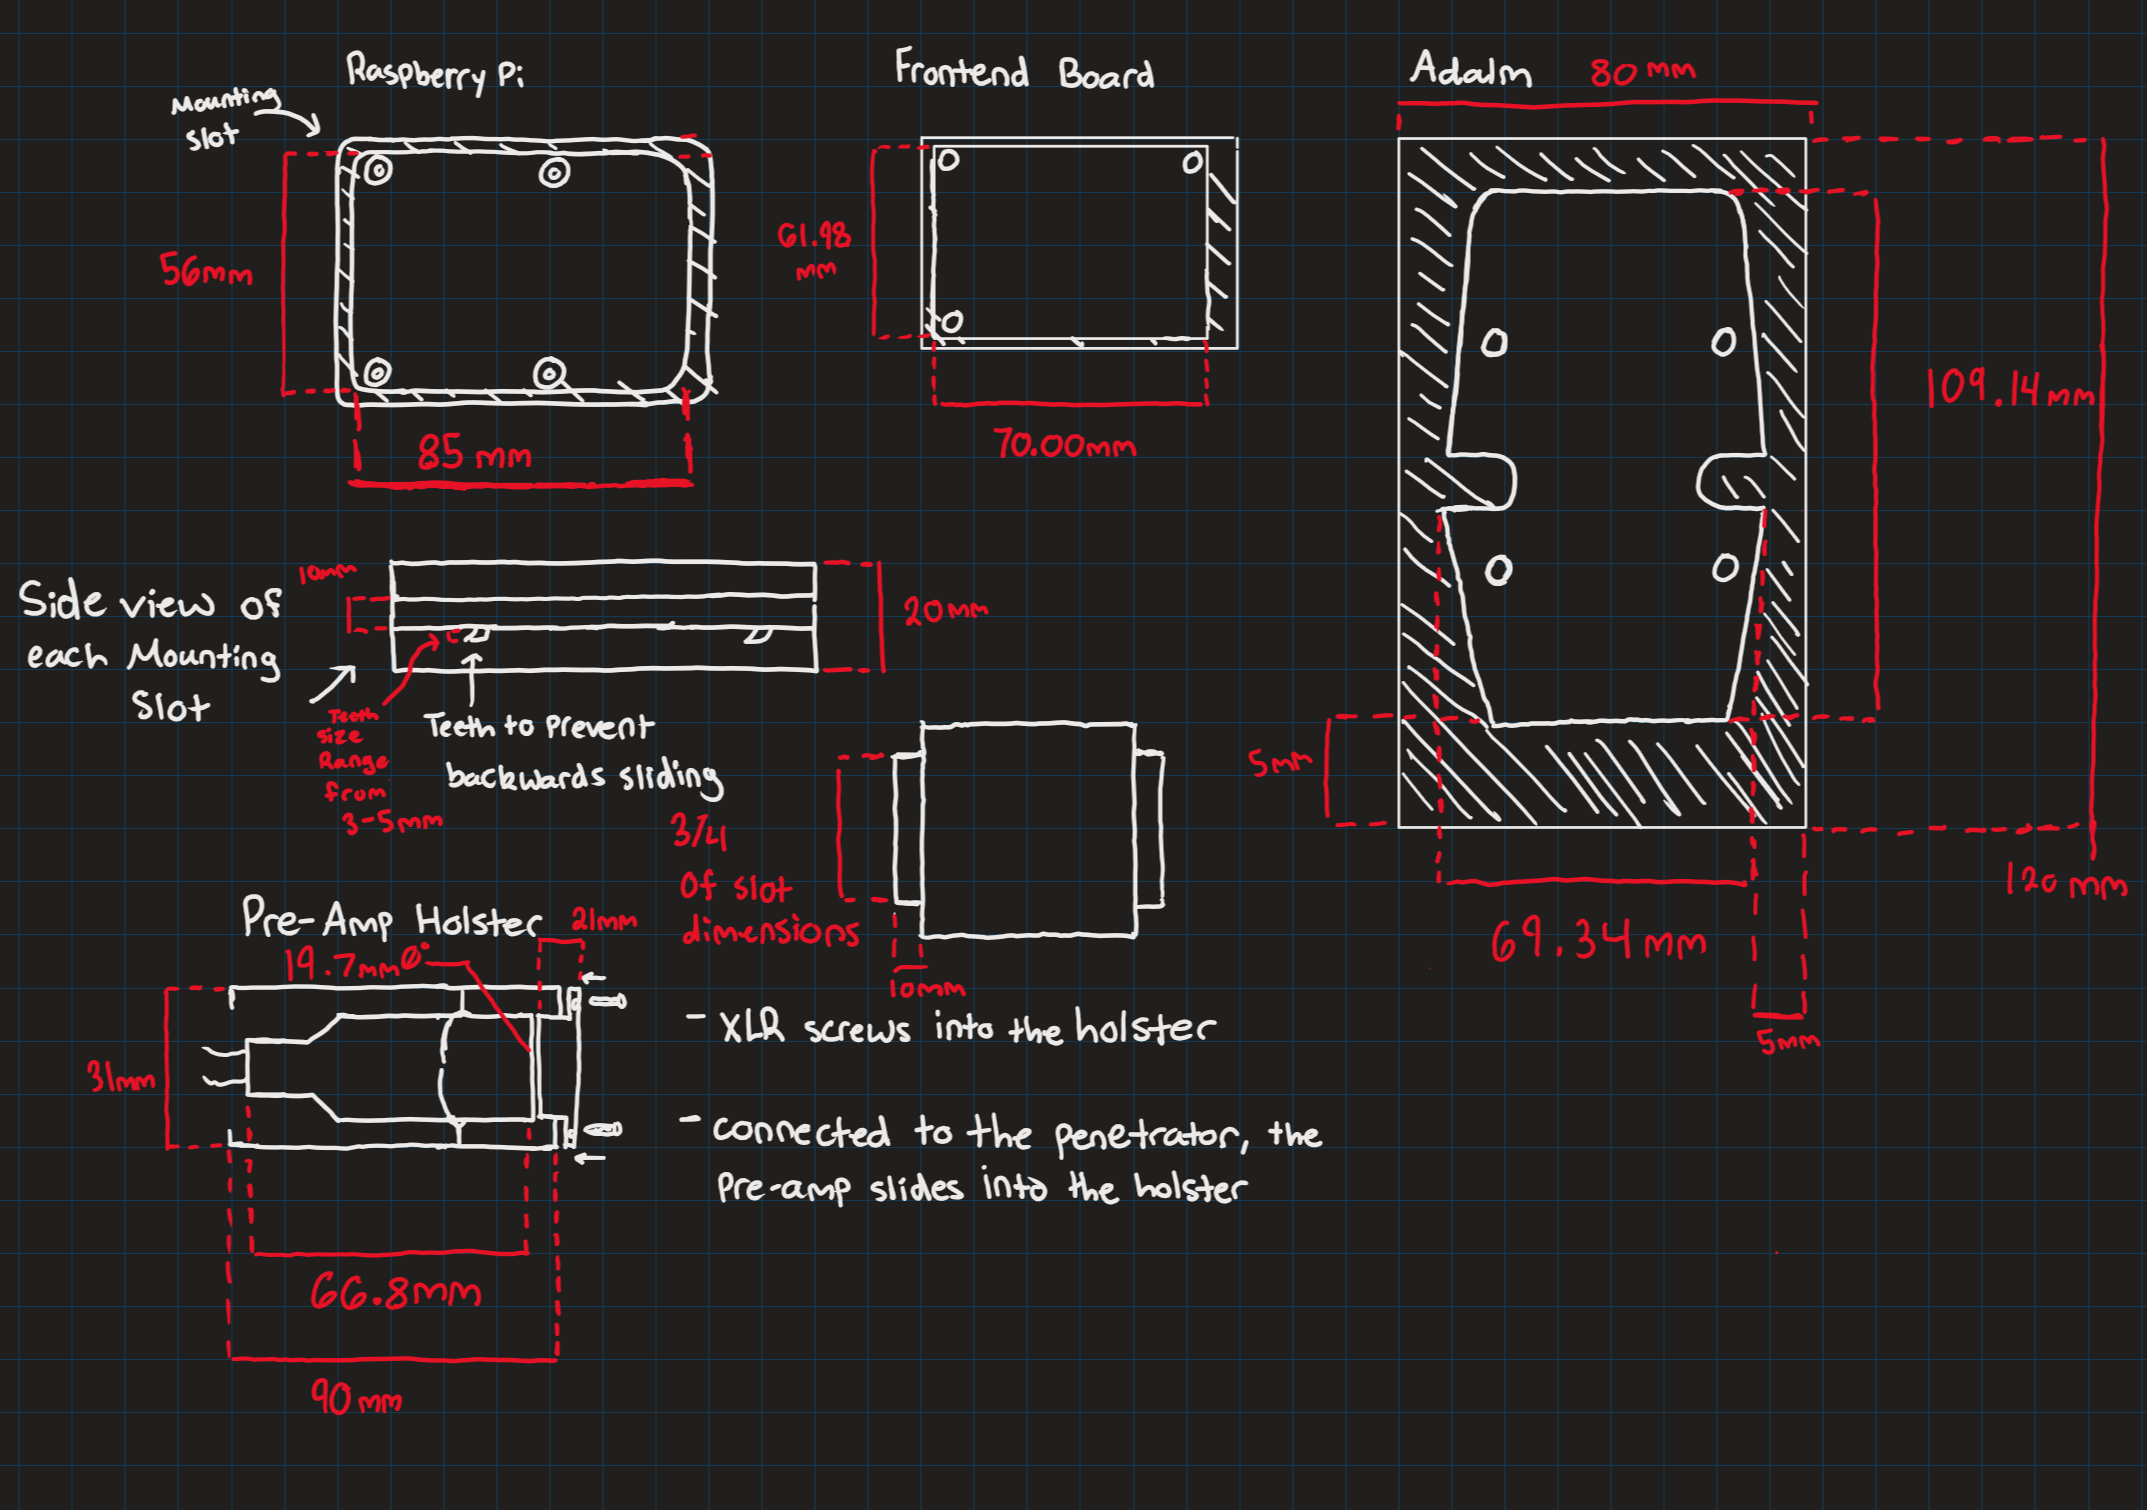 Raspberry Pi
Mounting
slot
56mm
85 mm
Frontend Board
61.98
mm
70.00mm
Adalm
80 mm
109.14mm
120 mm
5mm
69.34mm
5mm
Side view of
each Mounting
Slot
10mm
20mm
Teeth
size
Range
from
3-5mm
Teeth to prevent
backwards sliding
3/4
Of slot
dimensions
10mm
Pre-Amp Holster
19.7mmØ
21mm
31mm
66.8mm
90mm
- XLR screws into the holster
- connected to the penetrator, the
Pre-amp slides into the holster